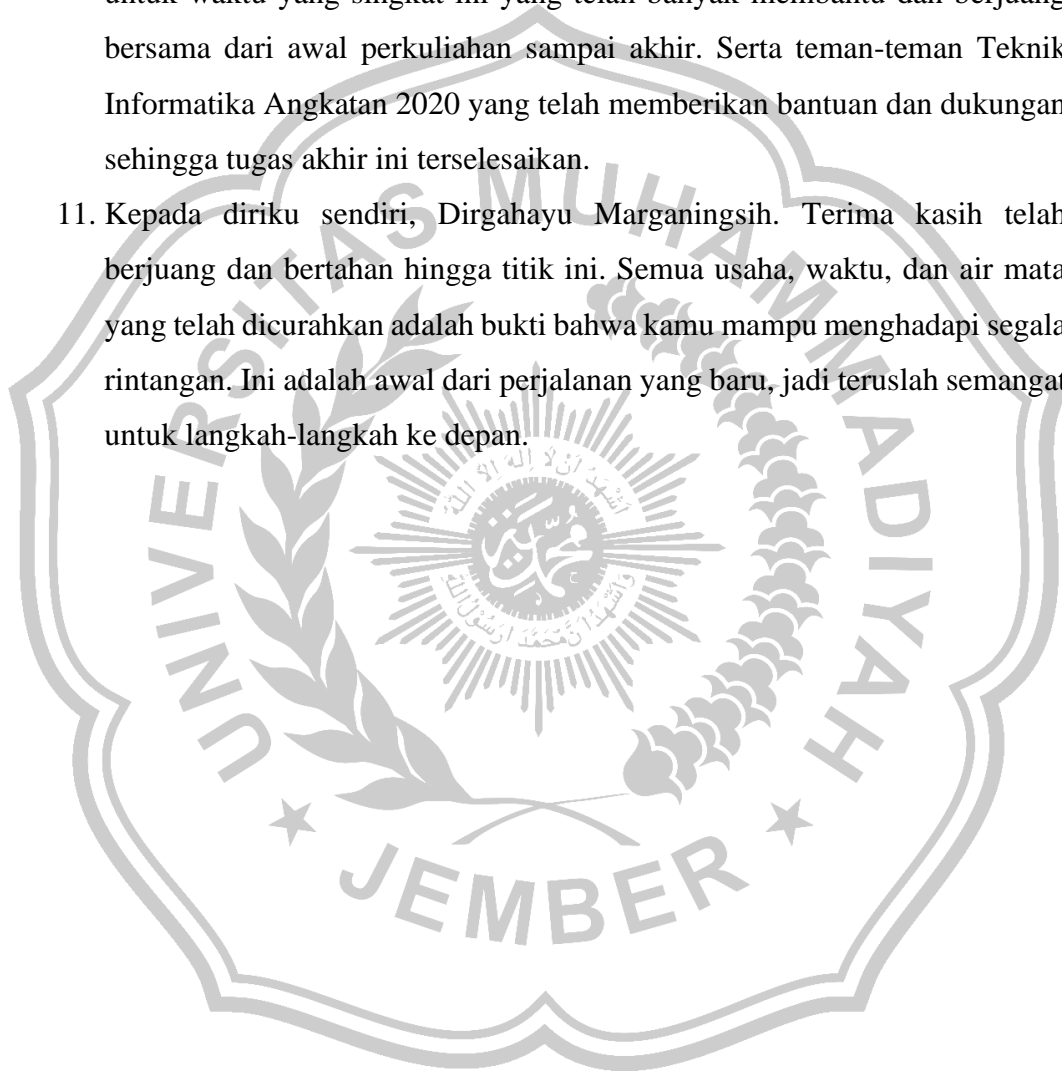 untuk waktu yang singkat ini yang telah banyak membantu dan berjuang
bersama dari awal perkuliahan sampai akhir. Serta teman-teman Teknik
Informatika Angkatan 2020 yang telah memberikan bantuan dan dukungan
sehingga tugas akhir ini terselesaikan.
11. Kepada diriku sendiri, Dirgahayu Marganingsih. Terima kasih telah
berjuang dan bertahan hingga titik ini. Semua usaha, waktu, dan air mata
yang telah dicurahkan adalah bukti bahwa kamu mampu menghadapi segala
rintangan. Ini adalah awal dari perjalanan yang baru, jadi teruslah semangat
untuk langkah-langkah ke depan.
UNIVERSITAS MUHAMMADIYAH
JEMBER